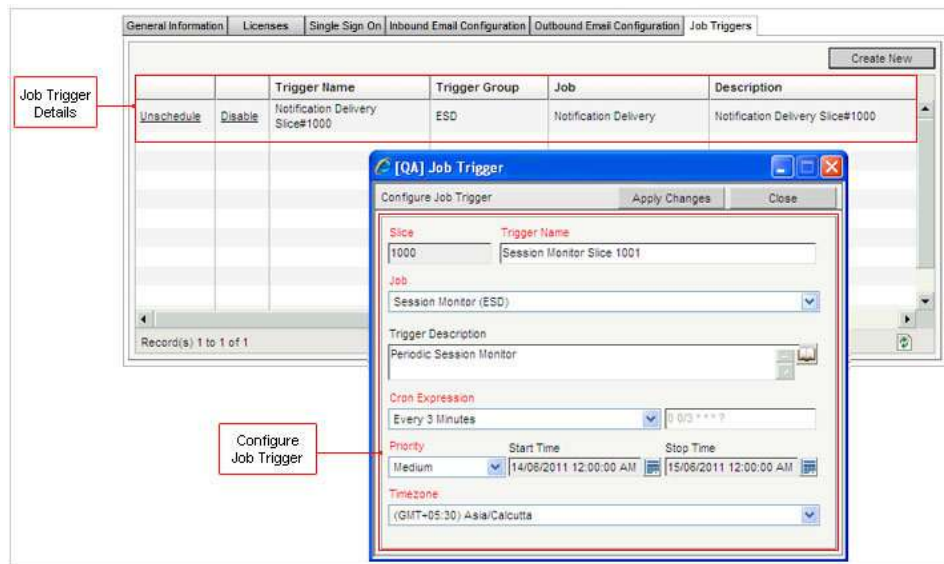 General Information
Licenses
Single Sign On
Inbound Email Configuration
Outbound Email Configuration
Job Triggers
Create New
Job Trigger
Details
Trigger Name
Trigger Group
Job
Description
Unschedule
Disable
Notification Delivery
Slice#1000
ESD
Notification Delivery
Notification Delivery Slice#1000
Record(s) 1 to 1 of 1
[QA] Job Trigger
Configure Job Trigger
Apply Changes
Close
Slice
Trigger Name
1000
Session Monitor Slice 1001
Job
Session Monitor (ESD)
Trigger Description
Periodic Session Monitor
Cron Expression
Every 3 Minutes
0 0/3 * * * ?
Configure
Job Trigger
Priority
Start Time
Stop Time
Medium
14/06/2011 12:00:00 AM
15/06/2011 12:00:00 AM
Timezone
(GMT+05:30) Asia/Calcutta